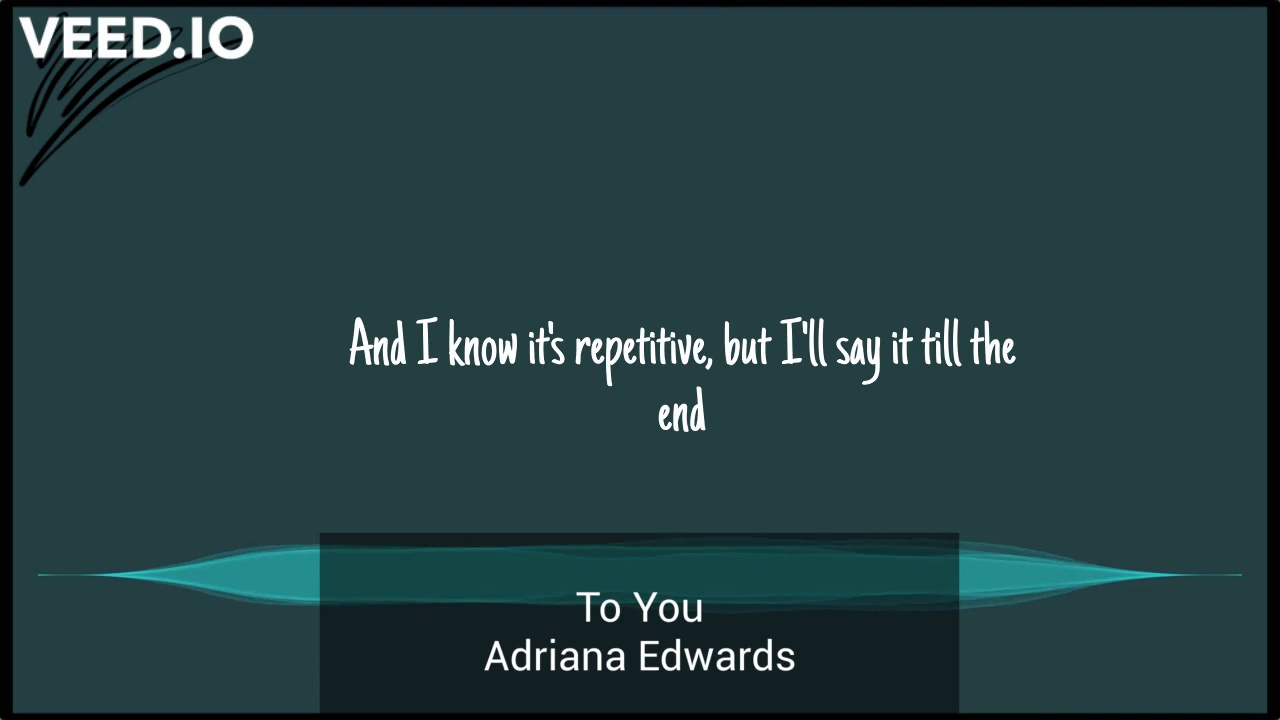 VEED.IO
And I know it's repetitive, but I'll say it till the
end
To You
Adriana Edwards